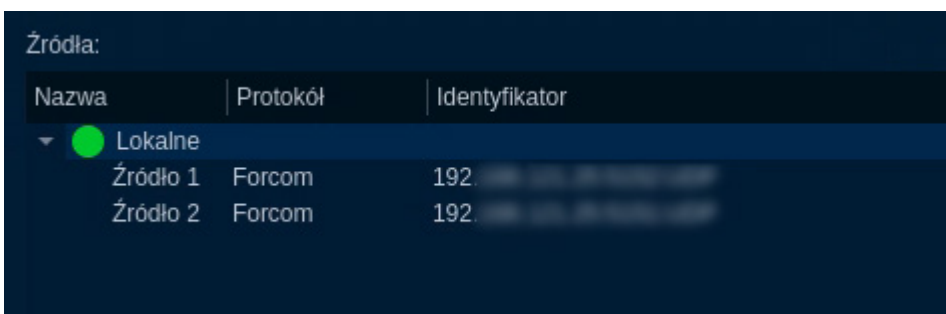 Źródła:
Nazwa Protokół Identyfikator
Lokalne
Źródło 1 Forcom 192.
Źródło 2 Forcom 192.